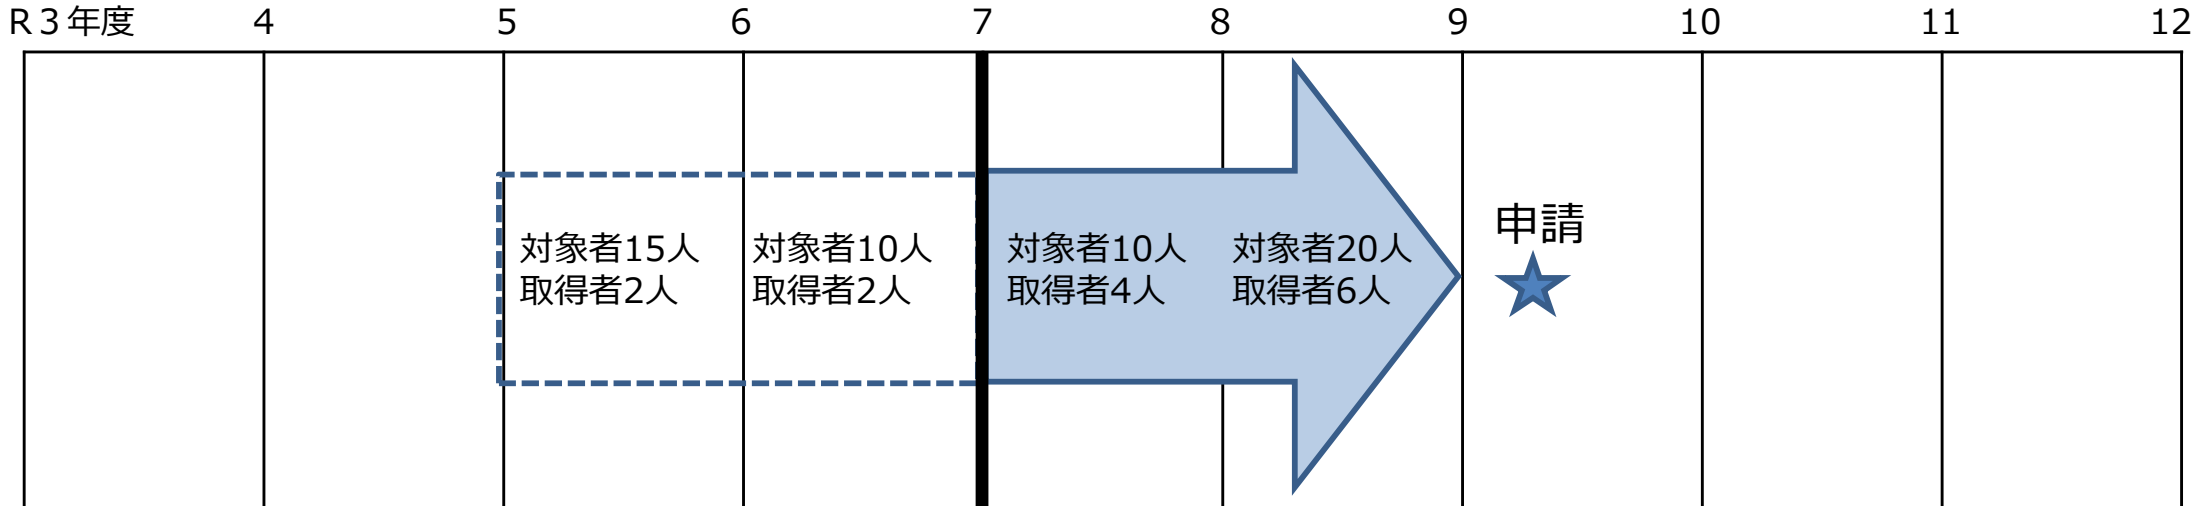 R３年度 4 5 6 7 8 9 10 11 12
対象者15人
取得者2人
対象者10人
取得者2人
対象者10人
取得者4人
対象者20人
取得者6人
申請